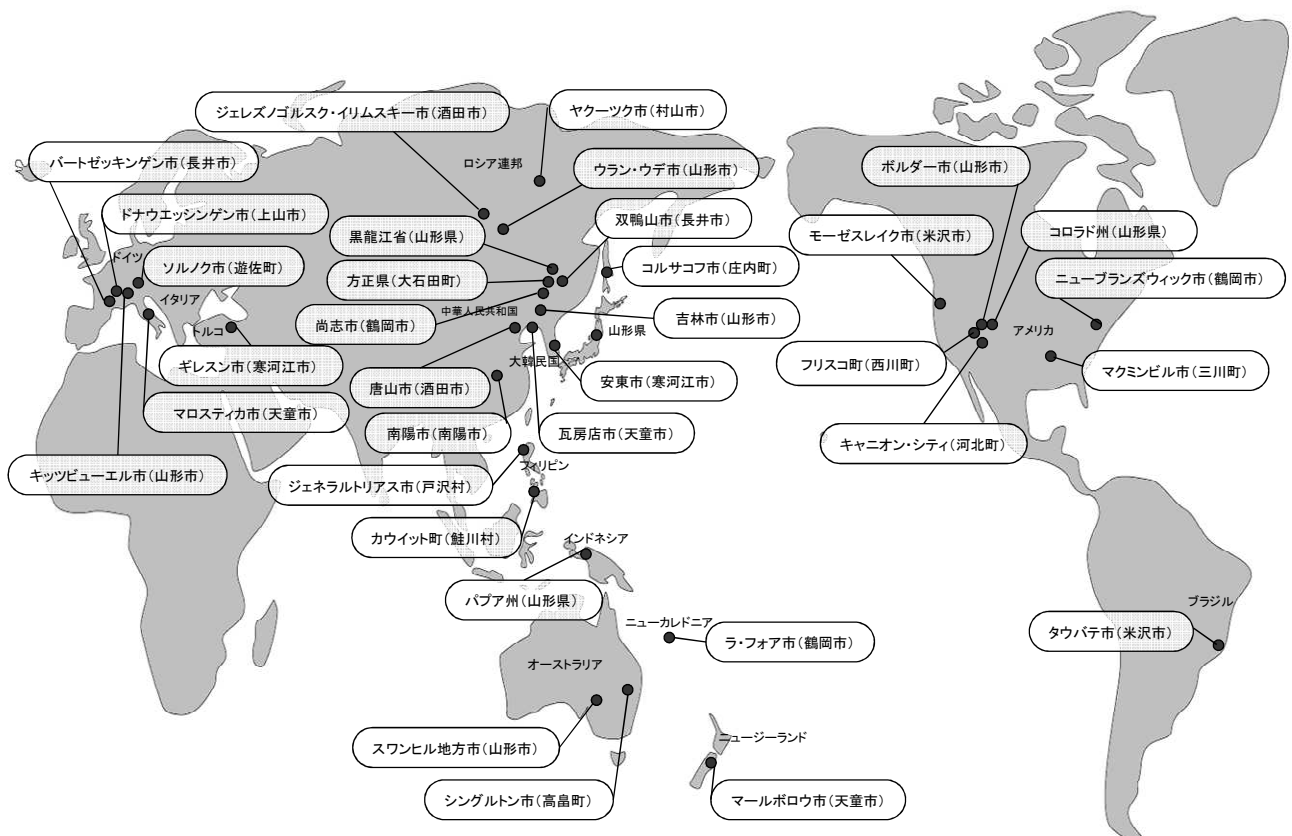 ジェレズノゴルスク・イリムスキー市(酒田市)
ヤクーツク市(村山市)
バートゼッキンゲン市(長井市)
ロシア連邦
ウラン・ウデ市(山形市)
ボルダー市(山形市)
ドナウエッシンゲン市(上山市)
双鴨山市(長井市)
黒龍江省(山形県)
モーゼスレイク市(米沢市)
コロラド州(山形県)
ドイツ
ソルノク市(遊佐町)
方正県(大石田町)
コルサコフ市(庄内町)
ニューブランズウィック市(鶴岡市)
イタリア
尚志市(鶴岡市)
中華人民共和国
吉林市(山形市)
山形県
トルコ
アメリカ
ギレスン市(寒河江市)
大韓民国
フリスコ町(西川町)
マクミンビル市(三川町)
唐山市(酒田市)
安東市(寒河江市)
マロスティカ市(天童市)
南陽市(南陽市)
瓦房店市(天童市)
キャニオン・シティ(河北町)
キッツビューエル市(山形市)
フィリピン
ジェネラルトリアス市(戸沢村)
カウイット町(鮭川村)
インドネシア
パプア州(山形県)
ブラジル
ニューカレドニア
ラ・フォア市(鶴岡市)
タウバテ市(米沢市)
オーストラリア
スワンヒル地方市(山形市)
ニュージーランド
シングルトン市(高畠町)
マールボロウ市(天童市)